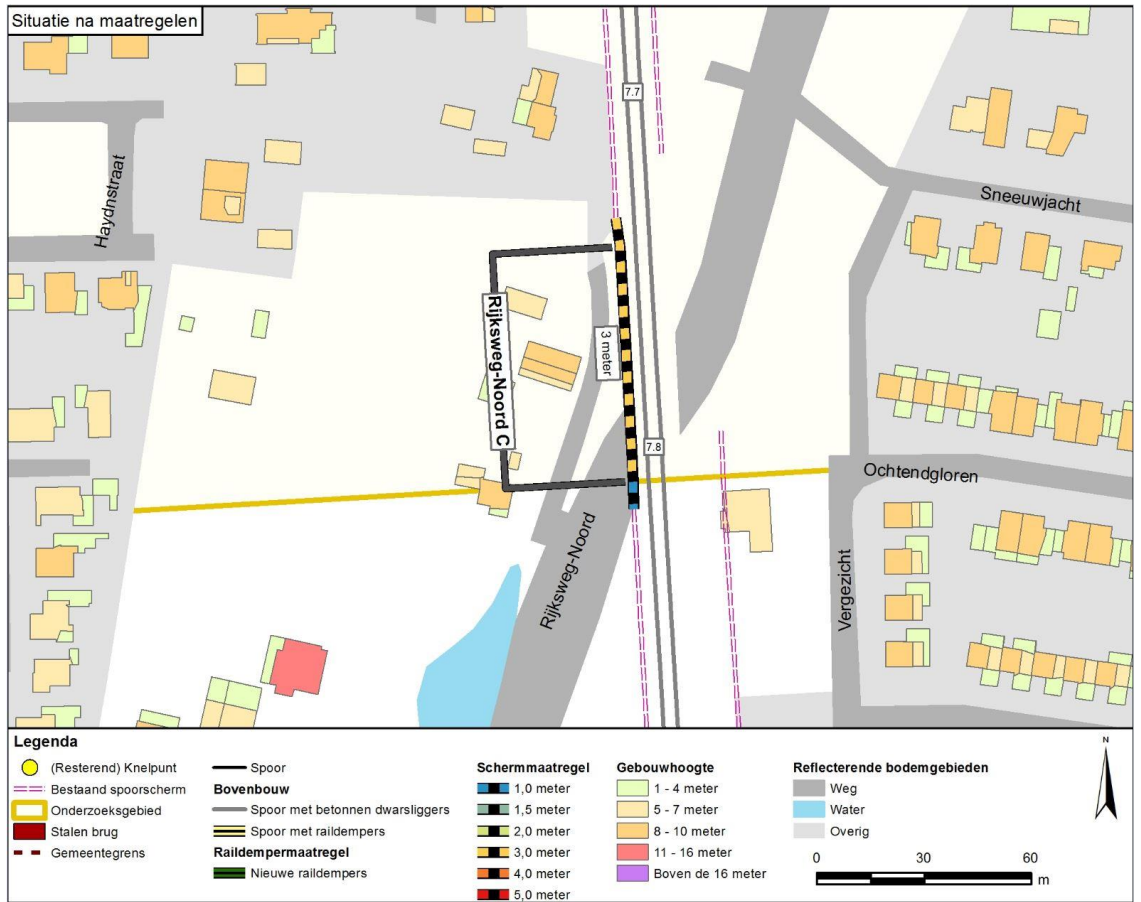 Situatie na maatregelen
7.7
Haydnstraat
Sneeuwjacht
Rijksweg-Noord C
3 meter
7.8
Ochtendgloren
Rijksweg-Noord
Vergezicht
Legenda
(Resterend) Knelpunt
Bestaand spoorscherm
Onderzoeksgebied
Stalen brug
Gemeentegrens
Spoor
Bovenbouw
Spoor met betonnen dwarsliggers
Spoor met raildempers
Raildempermaatregel
Nieuwe raildempers
Schermmaatregel
1,0 meter
1,5 meter
2,0 meter
3,0 meter
4,0 meter
5,0 meter
Gebouwhoogte
1 - 4 meter
5 - 7 meter
8 - 10 meter
11 - 16 meter
Boven de 16 meter
Reflecterende bodemgebieden
Weg
Water
Overig
N
0 30 60
m